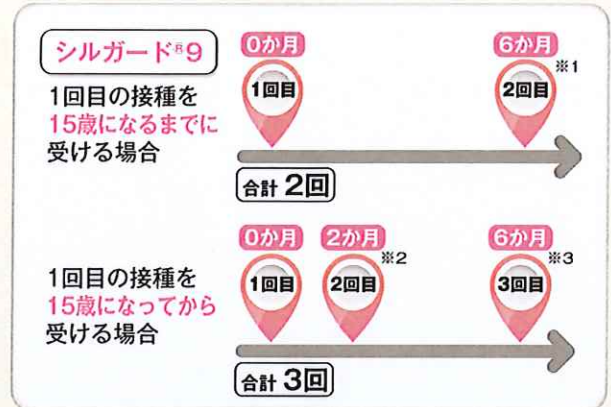 シルガード®9
1回目の接種を
15歳になるまでに
受ける場合
0か月
1回目
6か月
※1
2回目
合計 2回
1回目の接種を
15歳になってから
受ける場合
0か月
1回目
2か月
※2
2回目
6か月
※3
3回目
合計 3回